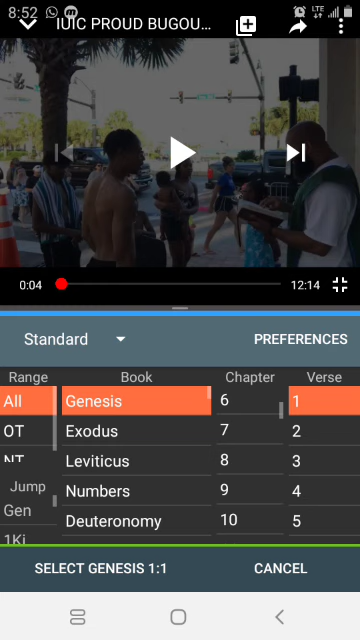 8:52 LTE
IUIC PROUD BUGOU...
0:04 12:14
Standard PREFERENCES
Range Book Chapter Verse
All Genesis 6 1
OT Exodus 7 2
NT Leviticus 8 3
Jump Numbers 9 4
Gen Deuteronomy 10 5
1Ki
SELECT GENESIS 1:1 CANCEL